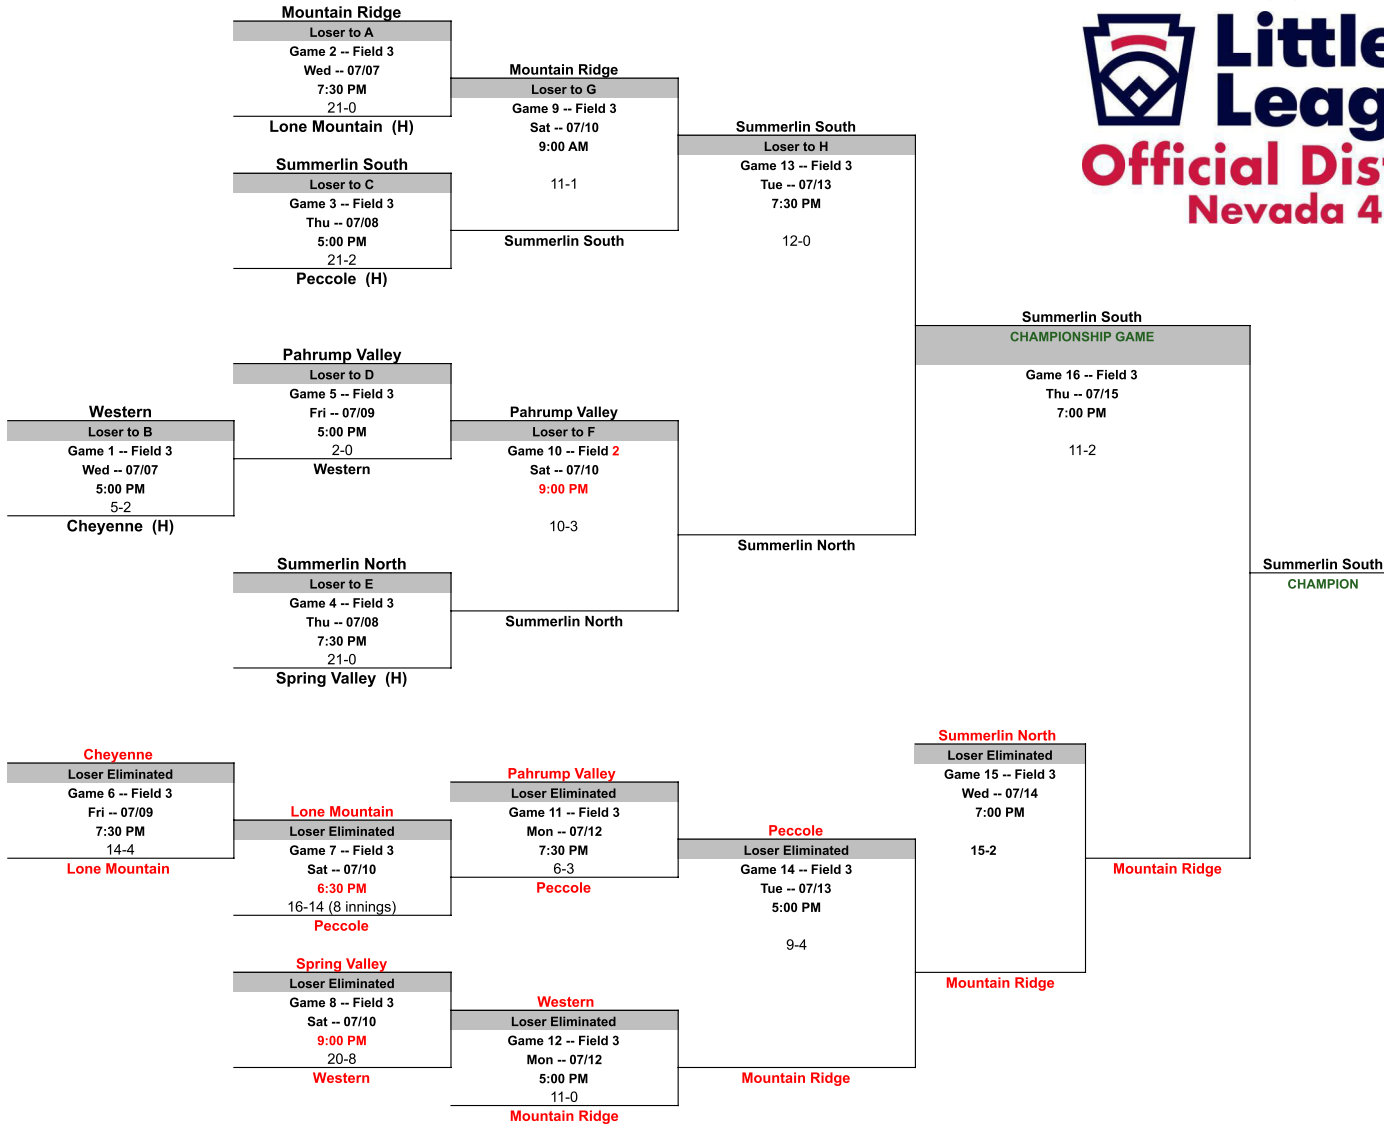 Mountain Ridge
Loser to A
Game 2 -- Field 3
Wed -- 07/07
7:30 PM
21-0
Lone Mountain (H)
Summerlin South
Loser to C
Game 3 -- Field 3
Thu -- 07/08
5:00 PM
21-2
Peccole (H)
Mountain Ridge
Loser to G
Game 9 -- Field 3
Sat -- 07/10
9:00 AM
11-1
Summerlin South
Summerlin South
Loser to H
Game 13 -- Field 3
Tue -- 07/13
7:30 PM
12-0
Little
Leag
Official Dis
Nevada 4
Western
Loser to B
Game 1 -- Field 3
Wed -- 07/07
5:00 PM
5-2
Cheyenne (H)
Pahrump Valley
Loser to D
Game 5 -- Field 3
Fri -- 07/09
5:00 PM
2-0
Western
Pahrump Valley
Loser to F
Game 10 -- Field 2
Sat -- 07/10
9:00 PM
10-3
Summerlin North
Summerlin North
Loser to E
Game 4 -- Field 3
Thu -- 07/08
7:30 PM
21-0
Spring Valley (H)
Summerlin North
Summerlin South
CHAMPIONSHIP GAME
Game 16 -- Field 3
Thu -- 07/15
7:00 PM
11-2
Summerlin South
CHAMPION
Cheyenne
Loser Eliminated
Game 6 -- Field 3
Fri -- 07/09
7:30 PM
14-4
Lone Mountain
Lone Mountain
Loser Eliminated
Game 7 -- Field 3
Sat -- 07/10
6:30 PM
16-14 (8 innings)
Peccole
Spring Valley
Loser Eliminated
Game 8 -- Field 3
Sat -- 07/10
9:00 PM
20-8
Western
Pahrump Valley
Loser Eliminated
Game 11 -- Field 3
Mon -- 07/12
7:30 PM
6-3
Peccole
Western
Loser Eliminated
Game 12 -- Field 3
Mon -- 07/12
5:00 PM
11-0
Mountain Ridge
Peccole
Loser Eliminated
Game 14 -- Field 3
Tue -- 07/13
5:00 PM
9-4
Mountain Ridge
Summerlin North
Loser Eliminated
Game 15 -- Field 3
Wed -- 07/14
7:00 PM
15-2
Mountain Ridge
Mountain Ridge